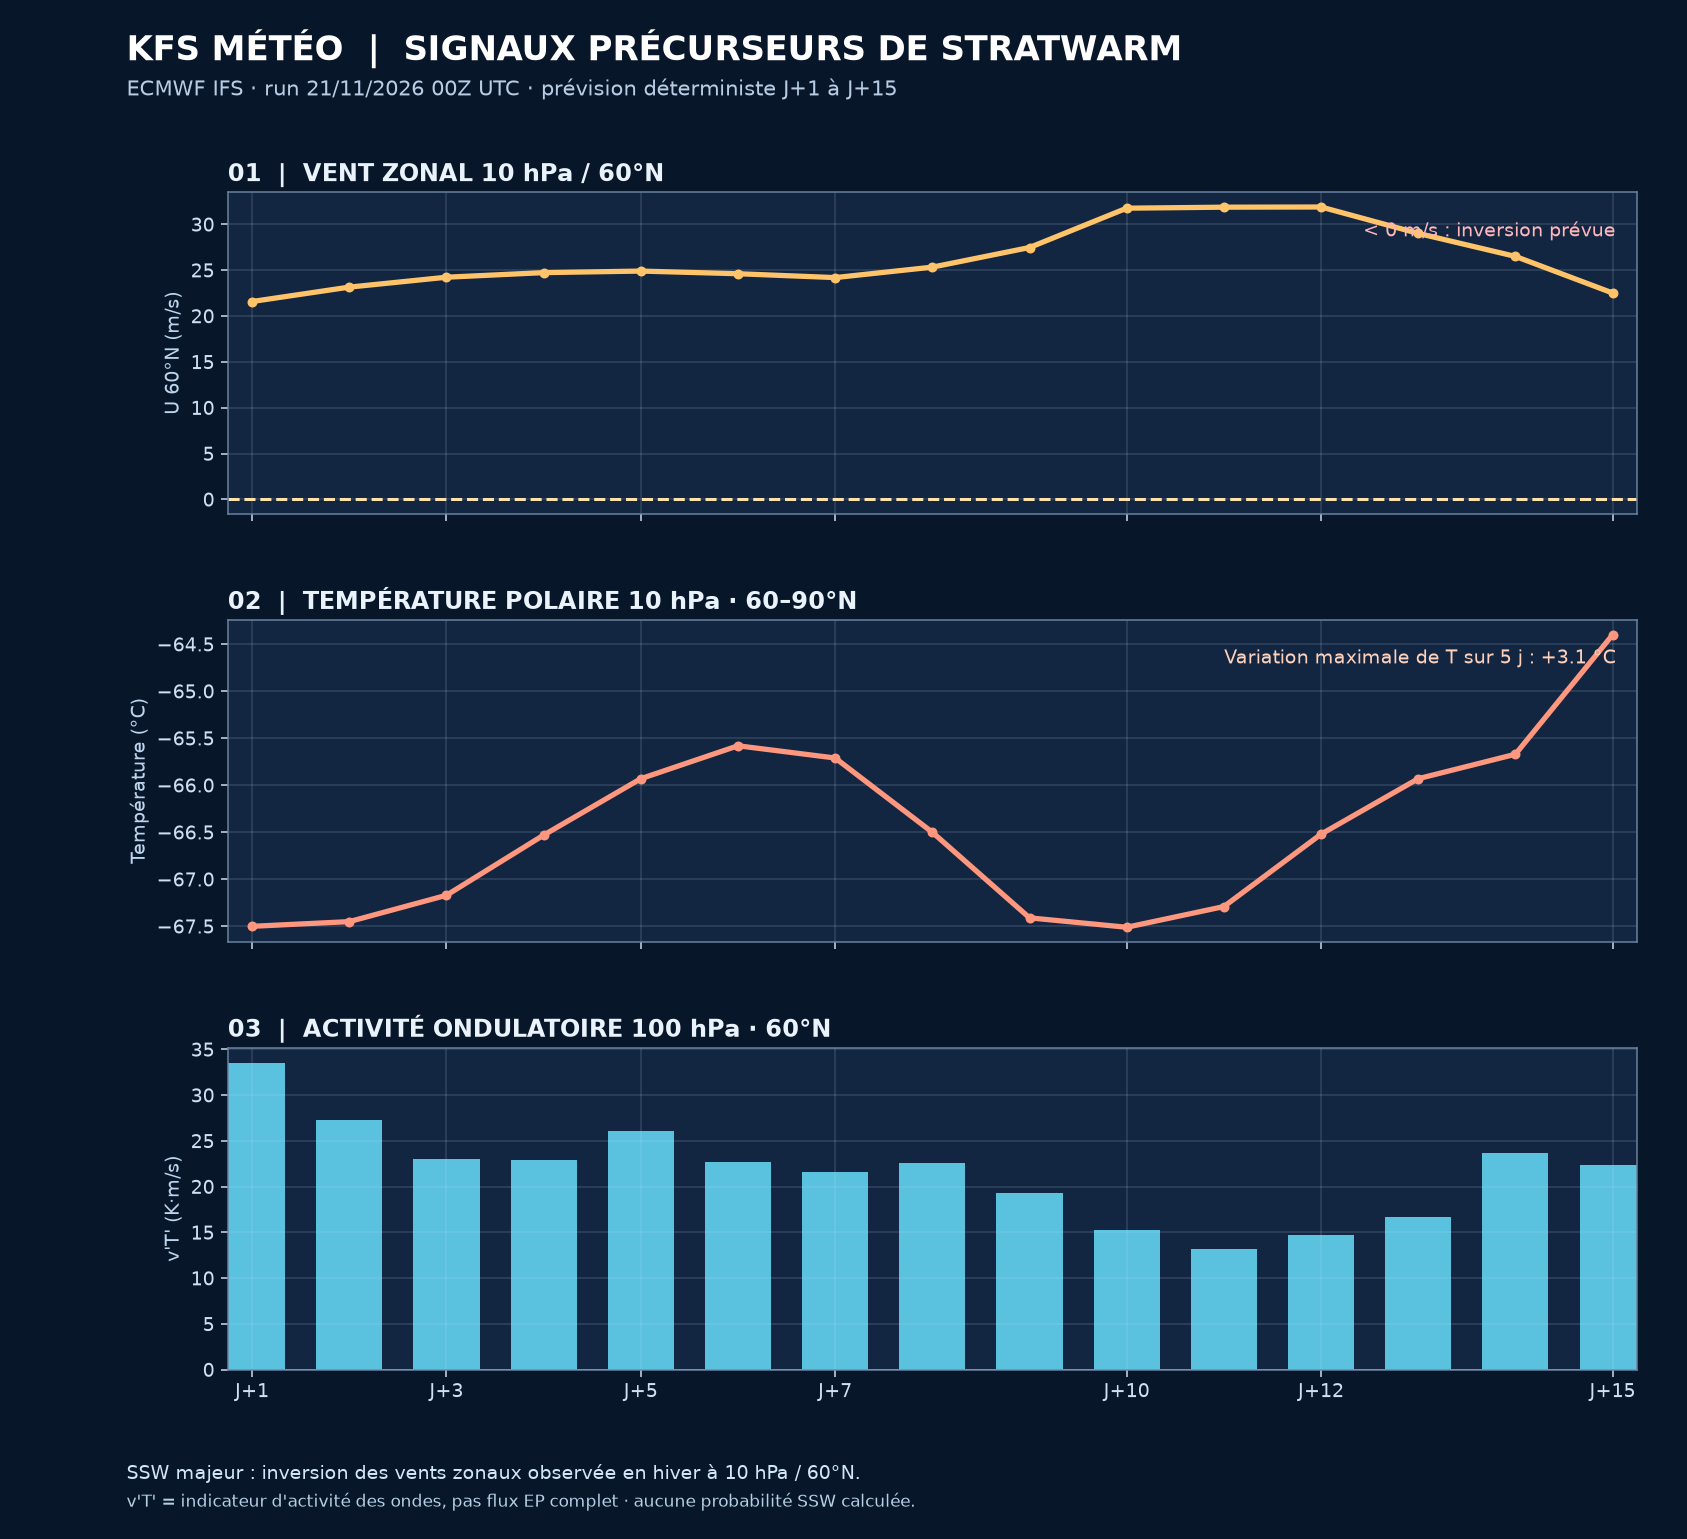 KFS MÉTÉO | SIGNAUX PRÉCURSEURS DE STRATWARM
ECMWF IFS · run 21/11/2026 00Z UTC · prévision déterministe J+1 à J+15
01 | VENT ZONAL 10 hPa / 60°N
30
25
20
15
10
5
0
U 60°N (m/s)
< 0 m/s : inversion prévue
02 | TEMPÉRATURE POLAIRE 10 hPa · 60–90°N
−64.5
−65.0
−65.5
−66.0
−66.5
−67.0
−67.5
Température (°C)
Variation maximale de T sur 5 j : +3.1 °C
03 | ACTIVITÉ ONDULATOIRE 100 hPa · 60°N
35
30
25
20
15
10
5
0
v'T' (K·m/s)
J+1 J+3 J+5 J+7 J+10 J+12 J+15
SSW majeur : inversion des vents zonaux observée en hiver à 10 hPa / 60°N.
v'T' = indicateur d'activité des ondes, pas flux EP complet · aucune probabilité SSW calculée.